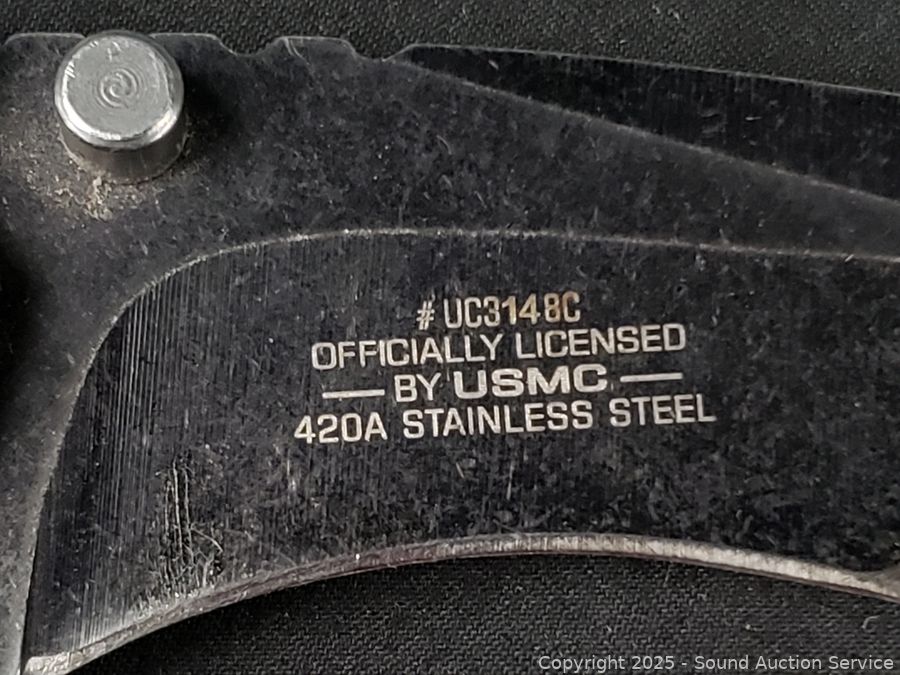 # UC3148C
OFFICIALLY LICENSED
— BY USMC —
420A STAINLESS STEEL
Copyright 2025 - Sound Auction Service